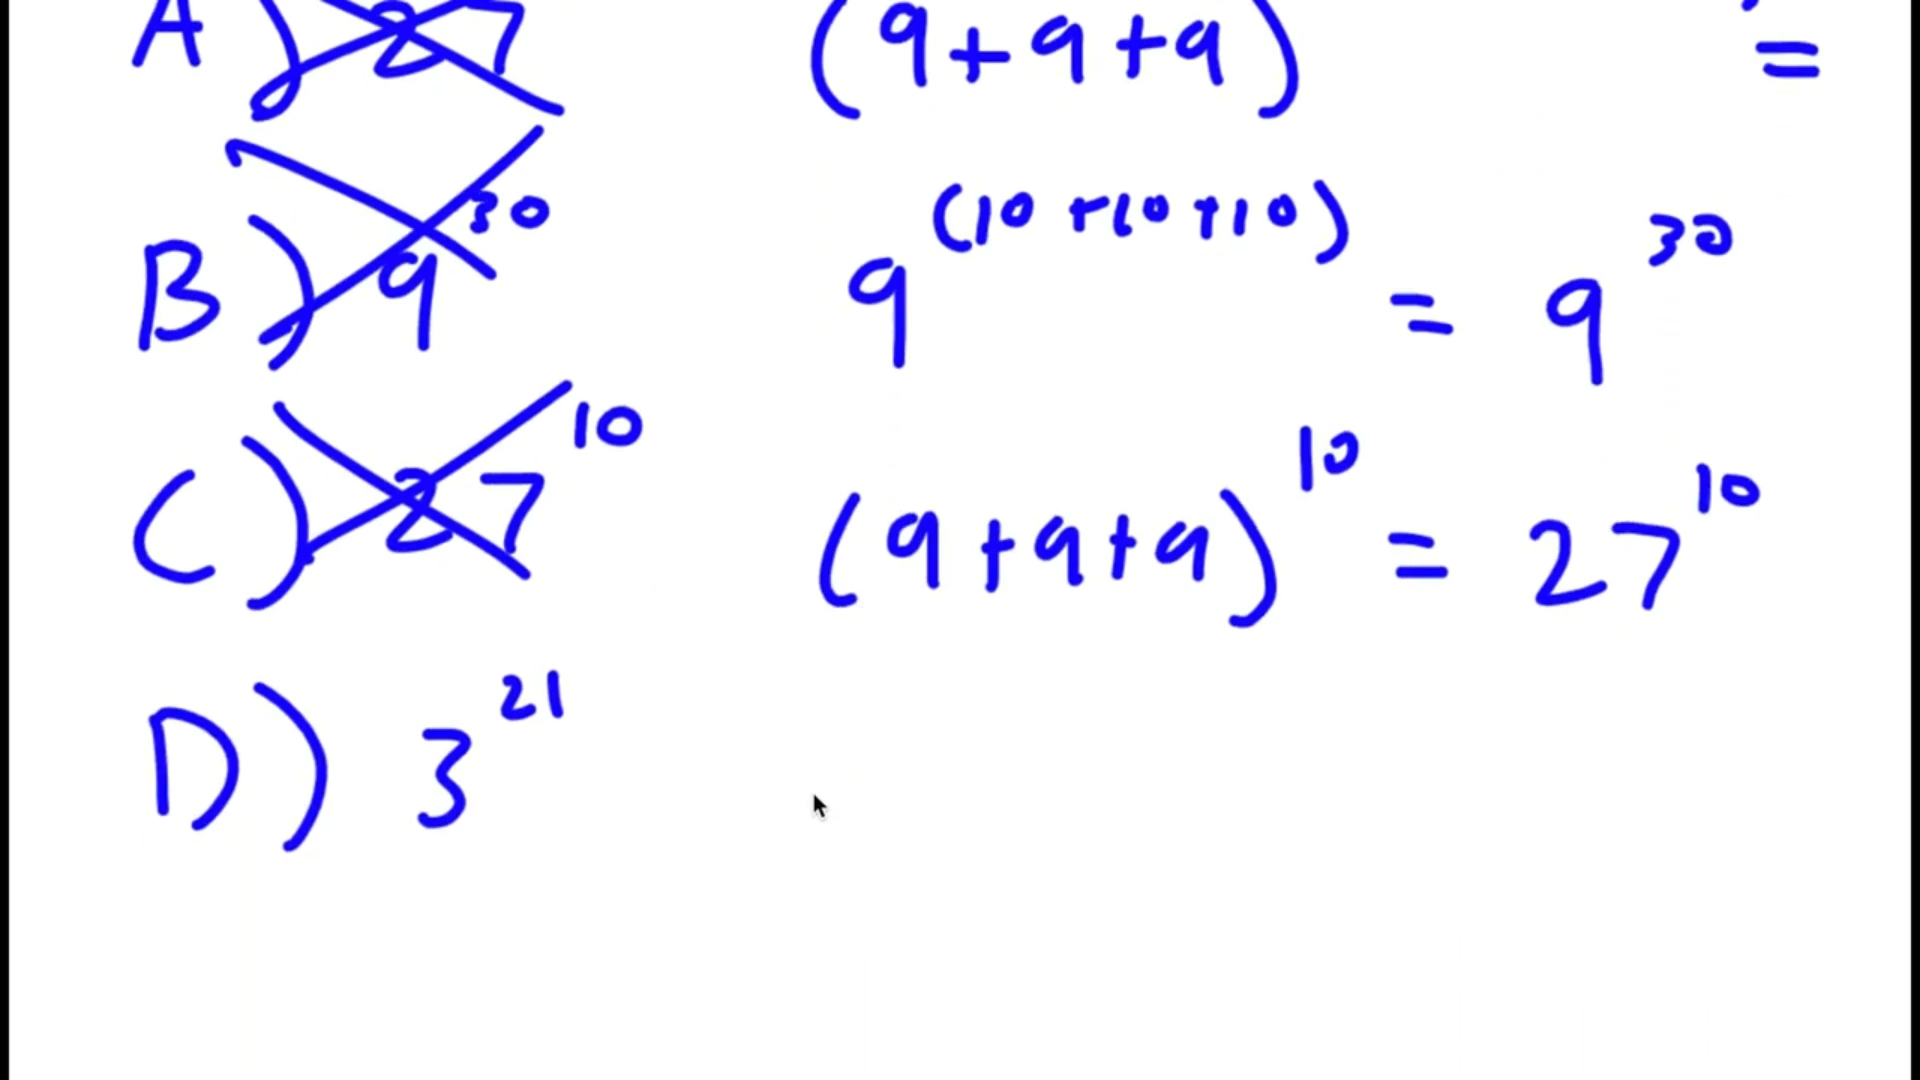 A) 27 (9+9+9) =
B) 9^30 9^(10+10+10) = 9^30
C) 27^10 (9+9+9)^10 = 27^10
D) 3^21